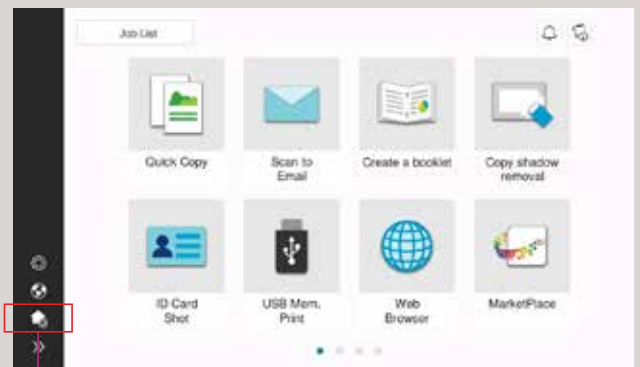 Job List
Quick Copy
Scan to
Email
Create a booklet
Copy shadow
removal
ID Card
Shot
USB Mem.
Print
Web
Browser
MarketPlace